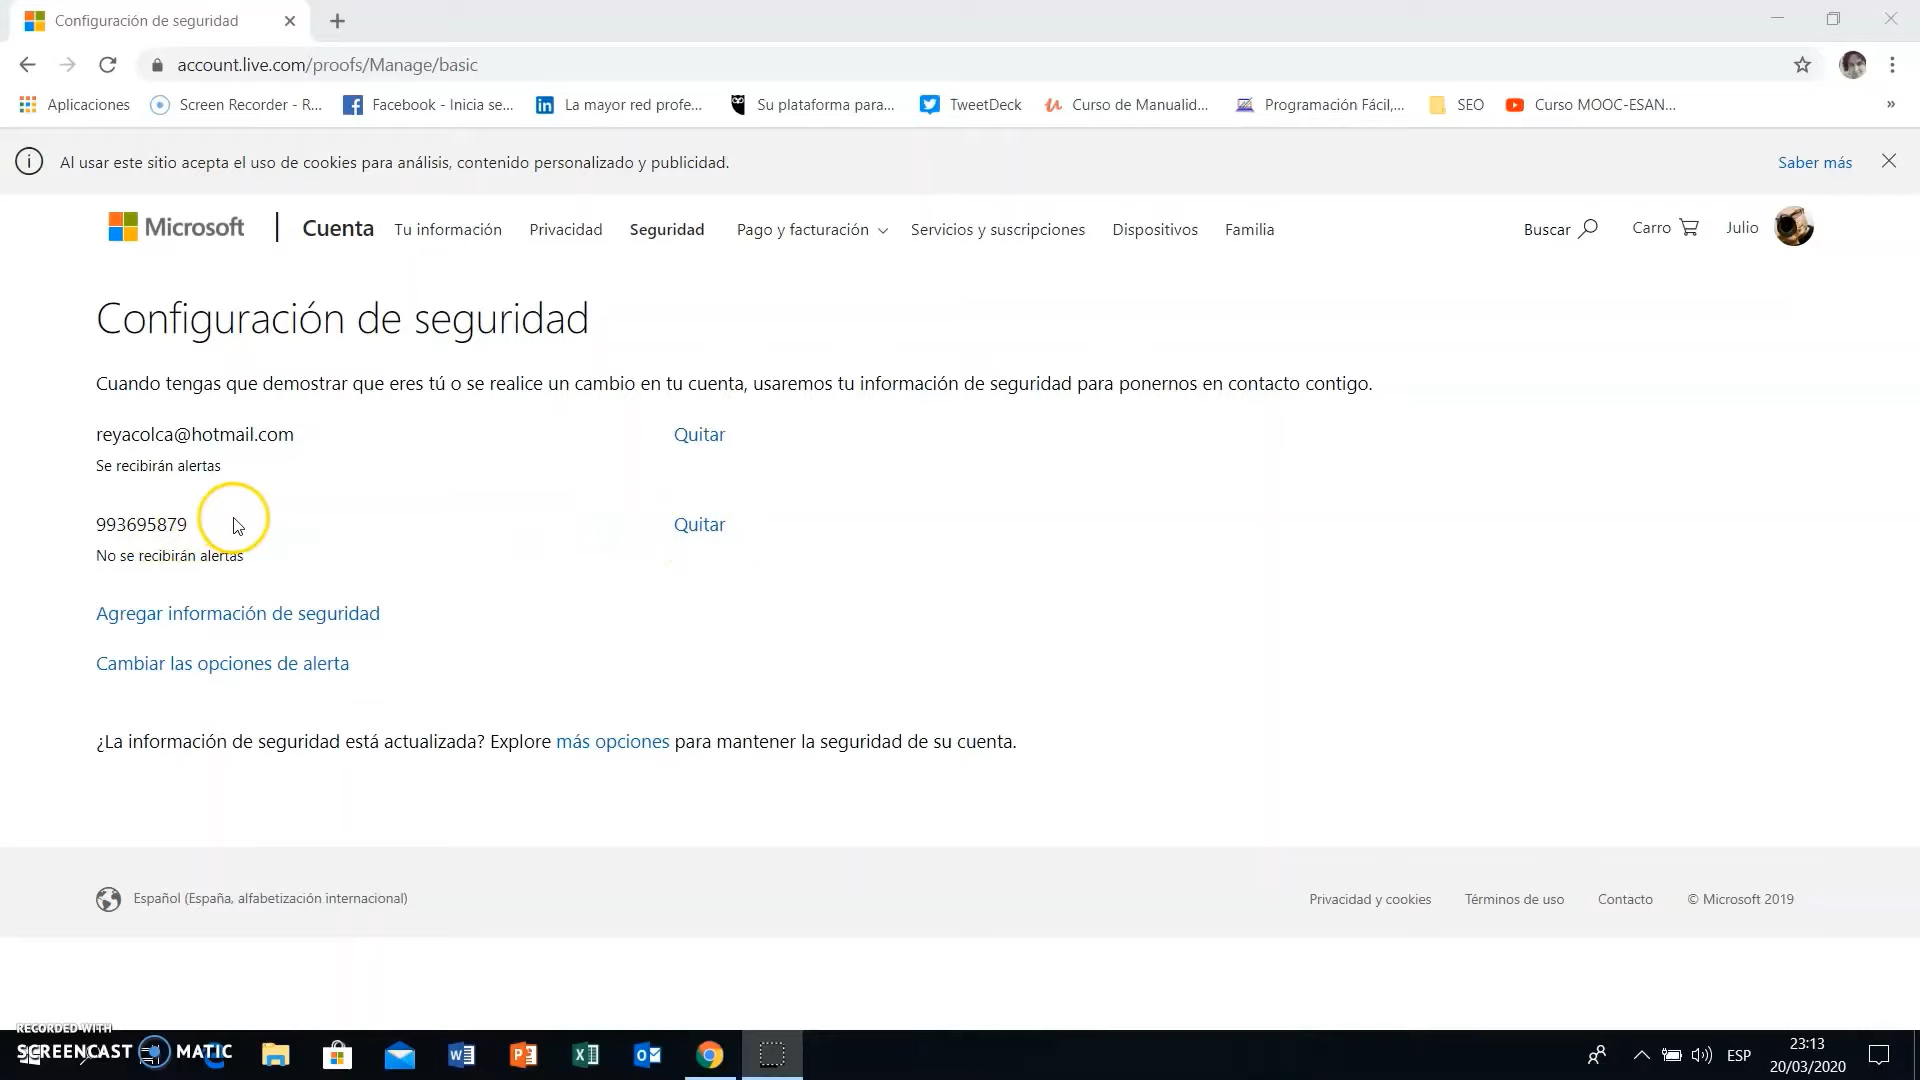 Configuración de seguridad
account.live.com/proofs/Manage/basic
Aplicaciones
Screen Recorder - R...
Facebook - Inicia se...
La mayor red profe...
Su plataforma para...
TweetDeck
Curso de Manualid...
Programación Fácil,...
SEO
Curso MOOC-ESAN...
»
Al usar este sitio acepta el uso de cookies para análisis, contenido personalizado y publicidad.
Saber más
Microsoft
Cuenta
Tu información
Privacidad
Seguridad
Pago y facturación
Servicios y suscripciones
Dispositivos
Familia
Buscar
Carro
Julio
Configuración de seguridad
Cuando tengas que demostrar que eres tú o se realice un cambio en tu cuenta, usaremos tu información de seguridad para ponernos en contacto contigo.
reyacolca@hotmail.com
Quitar
Se recibirán alertas
993695879
Quitar
No se recibirán alertas
Agregar información de seguridad
Cambiar las opciones de alerta
¿La información de seguridad está actualizada? Explore más opciones para mantener la seguridad de su cuenta.
Español (España, alfabetización internacional)
Privacidad y cookies
Términos de uso
Contacto
© Microsoft 2019
RECORDED WITH
SCREENCAST MATIC
ESP
23:13
20/03/2020